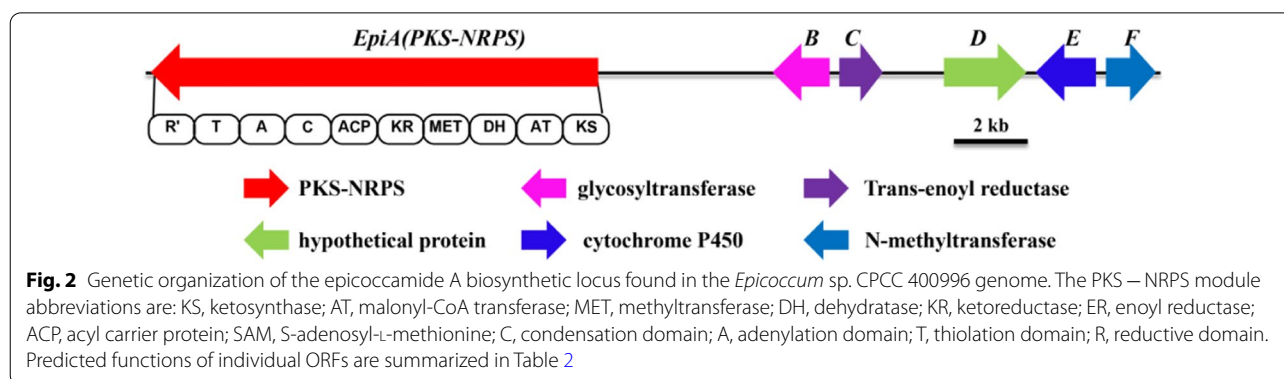 EpiA(PKS-NRPS) B C D E F
R' T A C ACP KR MET DH AT KS
2 kb
PKS-NRPS glycosyltransferase Trans-enoyl reductase
hypothetical protein cytochrome P450 N-methyltransferase
Fig. 2 Genetic organization of the epicoccamide A biosynthetic locus found in the Epicoccum sp. CPCC 400996 genome. The PKS – NRPS module
abbreviations are: KS, ketosynthase; AT, malonyl-CoA transferase; MET, methyltransferase; DH, dehydratase; KR, ketoreductase; ER, enoyl reductase;
ACP, acyl carrier protein; SAM, S-adenosyl-L-methionine; C, condensation domain; A, adenylation domain; T, thiolation domain; R, reductive domain.
Predicted functions of individual ORFs are summarized in Table 2